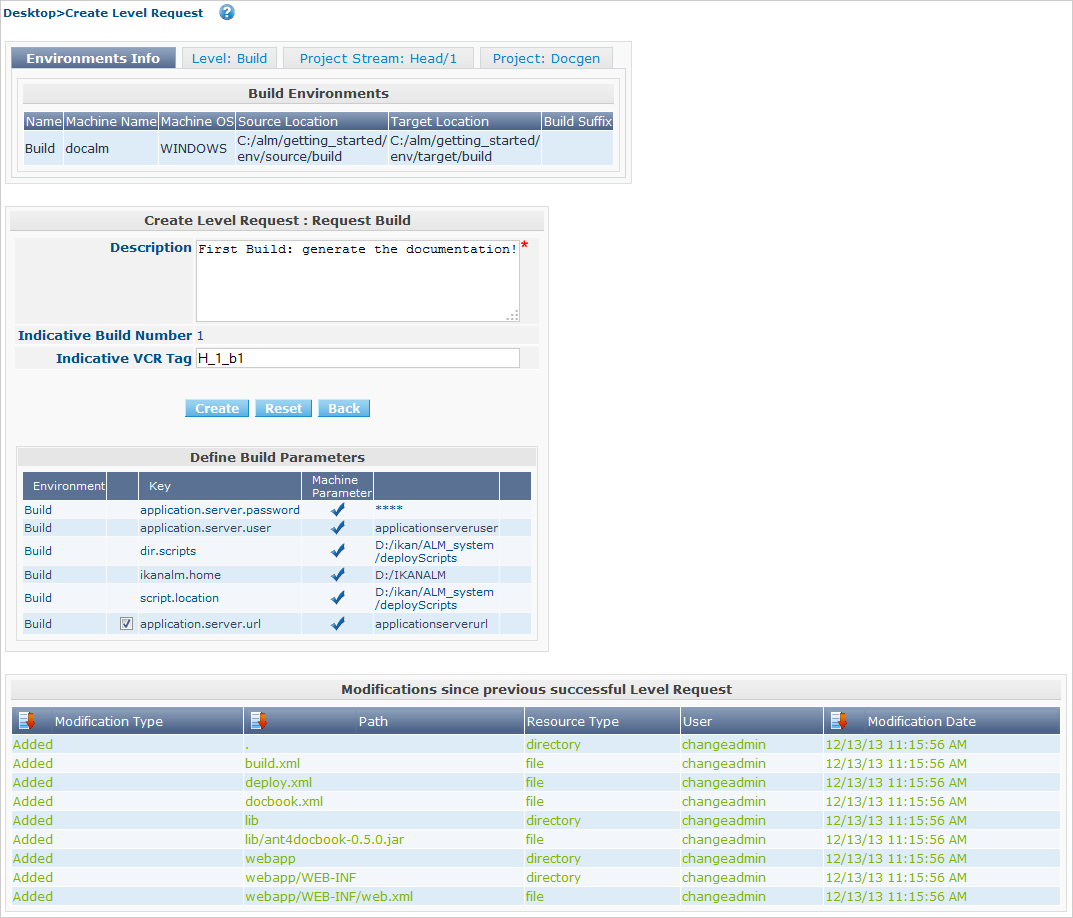 Desktop>Create Level Request ?
Environments Info Level: Build Project Stream: Head/1 Project: Docgen
Build Environments
Name Machine Name Machine OS Source Location Target Location Build Suffix
Build docalm WINDOWS C:/alm/getting_started/ C:/alm/getting_started/
env/source/build env/target/build
Create Level Request : Request Build
Description First Build: generate the documentation! *
Indicative Build Number 1
Indicative VCR Tag H_1_b1
Create Reset Back
Define Build Parameters
Environment Key Machine
Parameter
Build application.server.password ****
Build application.server.user applicationserveruser
Build dir.scripts D:/ikan/ALM_system
/deployScripts
Build ikanalm.home D:/IKANALM
Build script.location D:/ikan/ALM_system
/deployScripts
Build application.server.url applicationserverurl
Modifications since previous successful Level Request
Modification Type Path Resource Type User Modification Date
Added . directory changeadmin 12/13/13 11:15:56 AM
Added build.xml file changeadmin 12/13/13 11:15:56 AM
Added deploy.xml file changeadmin 12/13/13 11:15:56 AM
Added docbook.xml file changeadmin 12/13/13 11:15:56 AM
Added lib directory changeadmin 12/13/13 11:15:56 AM
Added lib/ant4docbook-0.5.0.jar file changeadmin 12/13/13 11:15:56 AM
Added webapp directory changeadmin 12/13/13 11:15:56 AM
Added webapp/WEB-INF directory changeadmin 12/13/13 11:15:56 AM
Added webapp/WEB-INF/web.xml file changeadmin 12/13/13 11:15:56 AM